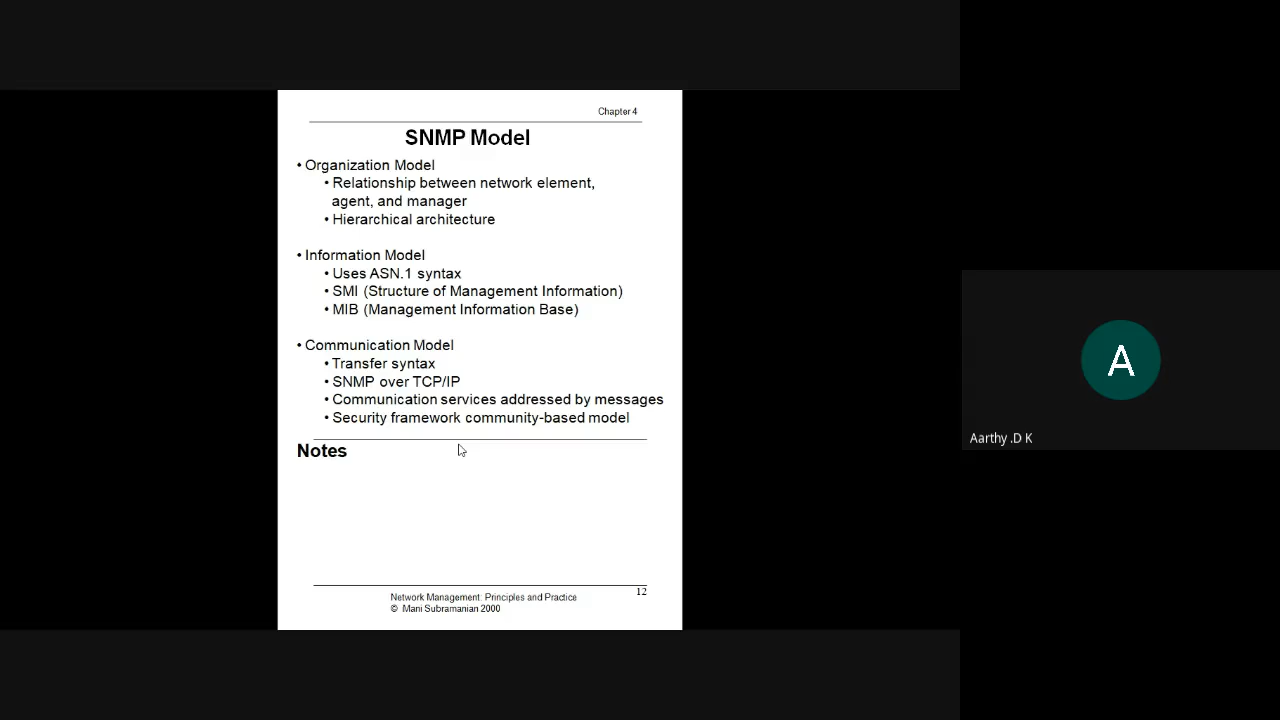 Chapter 4
SNMP Model
• Organization Model
• Relationship between network element,
agent, and manager
• Hierarchical architecture
• Information Model
• Uses ASN.1 syntax
• SMI (Structure of Management Information)
• MIB (Management Information Base)
• Communication Model
• Transfer syntax
• SNMP over TCP/IP
• Communication services addressed by messages
• Security framework community-based model
Notes
12
Network Management: Principles and Practice
© Mani Subramanian 2000
A
Aarthy .D K